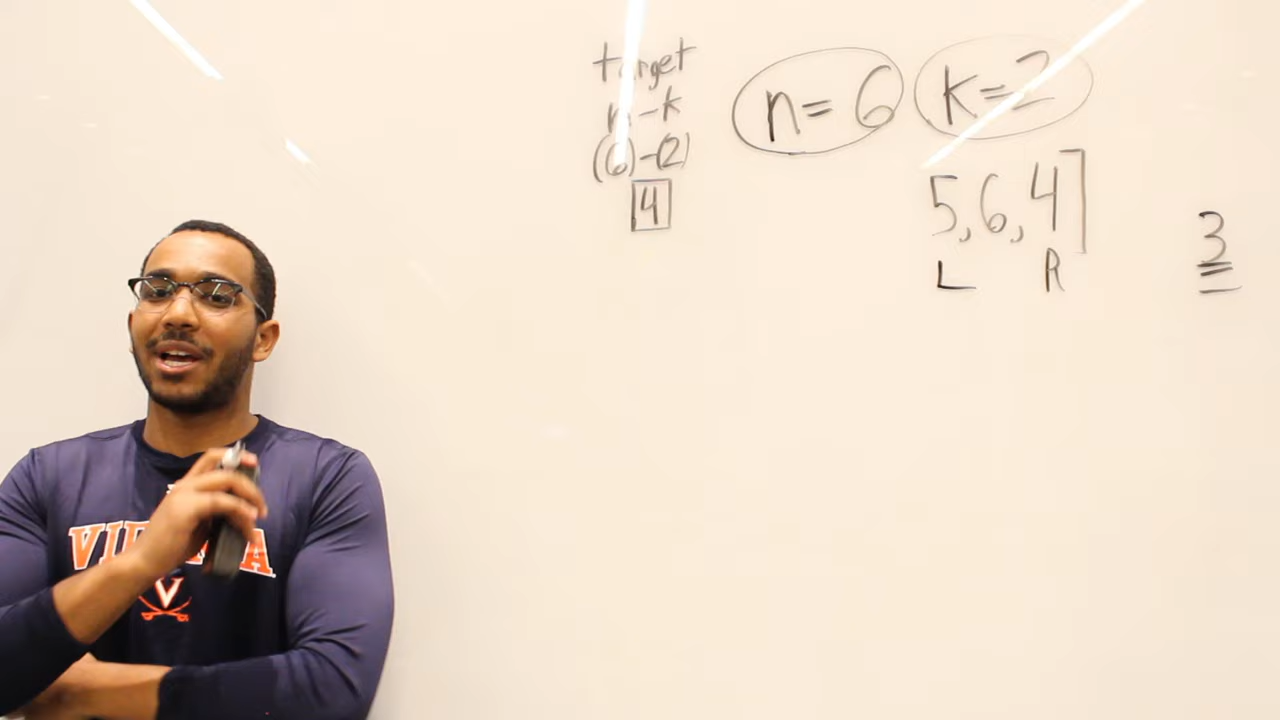 target
n-k
(6)-(2)
4
n=6 k=2
5,6,4]
L R
3
VIRGINIA
V